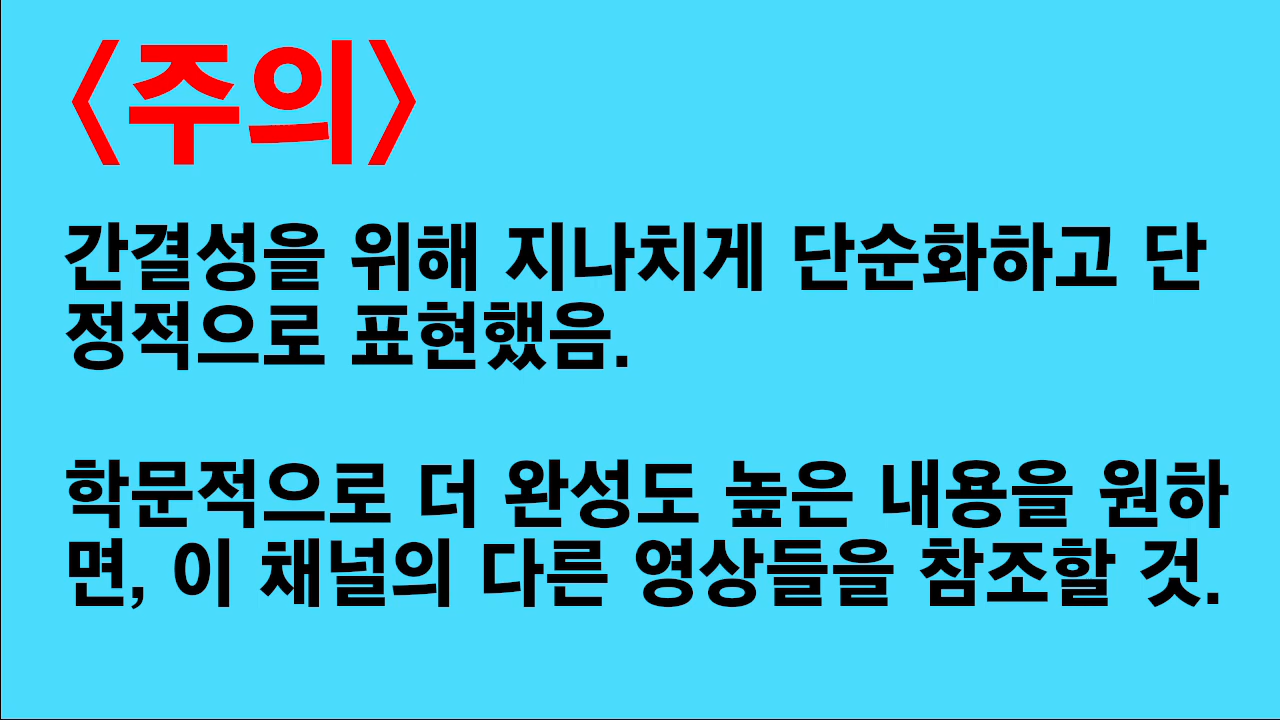 〈주의〉
간결성을 위해 지나치게 단순화하고 단
정적으로 표현했음.
학문적으로 더 완성도 높은 내용을 원하
면, 이 채널의 다른 영상들을 참조할 것.